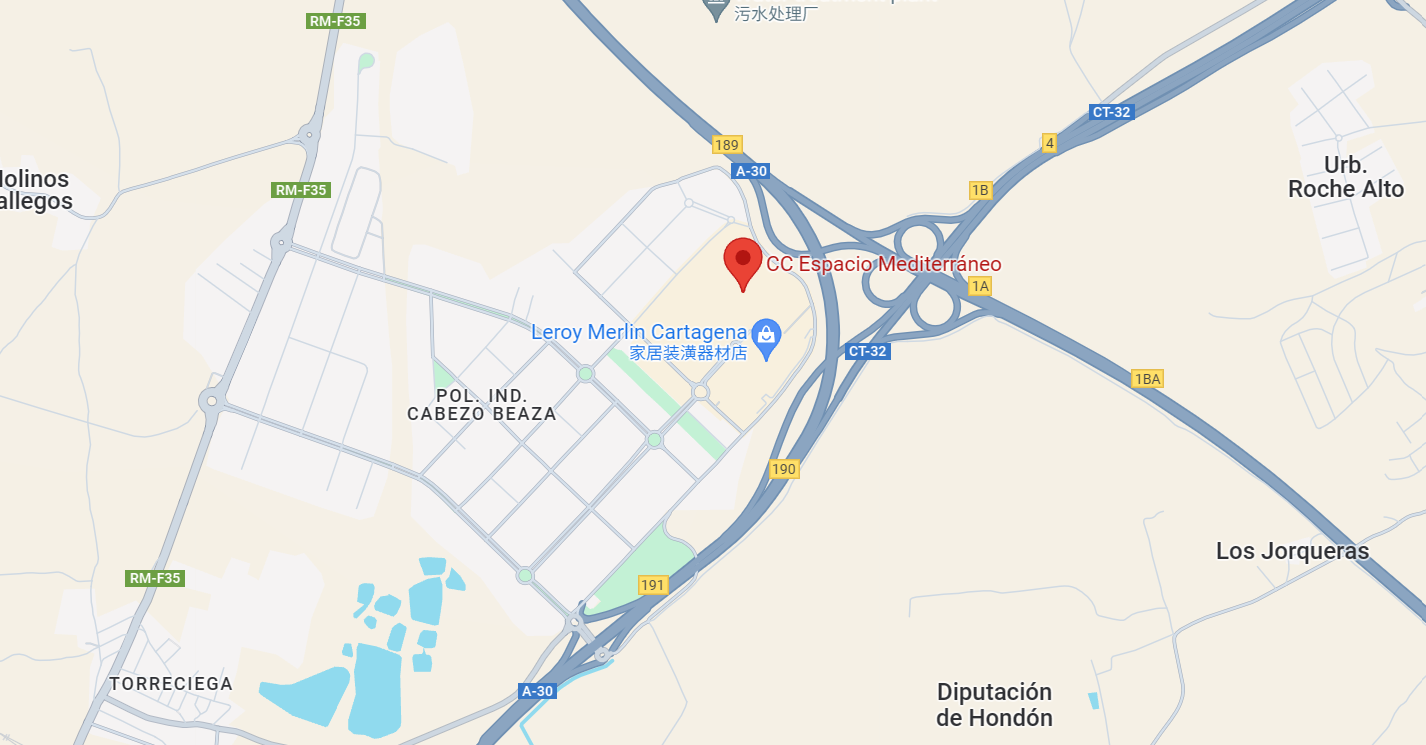 RM-F35
污水处理厂
CT-32
189
4
A-30
Urb.
Roche Alto
RM-F35
1B
CC Espacio Mediterráneo
1A
Leroy Merlin Cartagena
家居装潢器材店
CT-32
1BA
POL. IND.
CABEZO BEAZA
190
Los Jorqueras
RM-F35
191
TORRECIEGA
A-30
Diputación
de Hondón